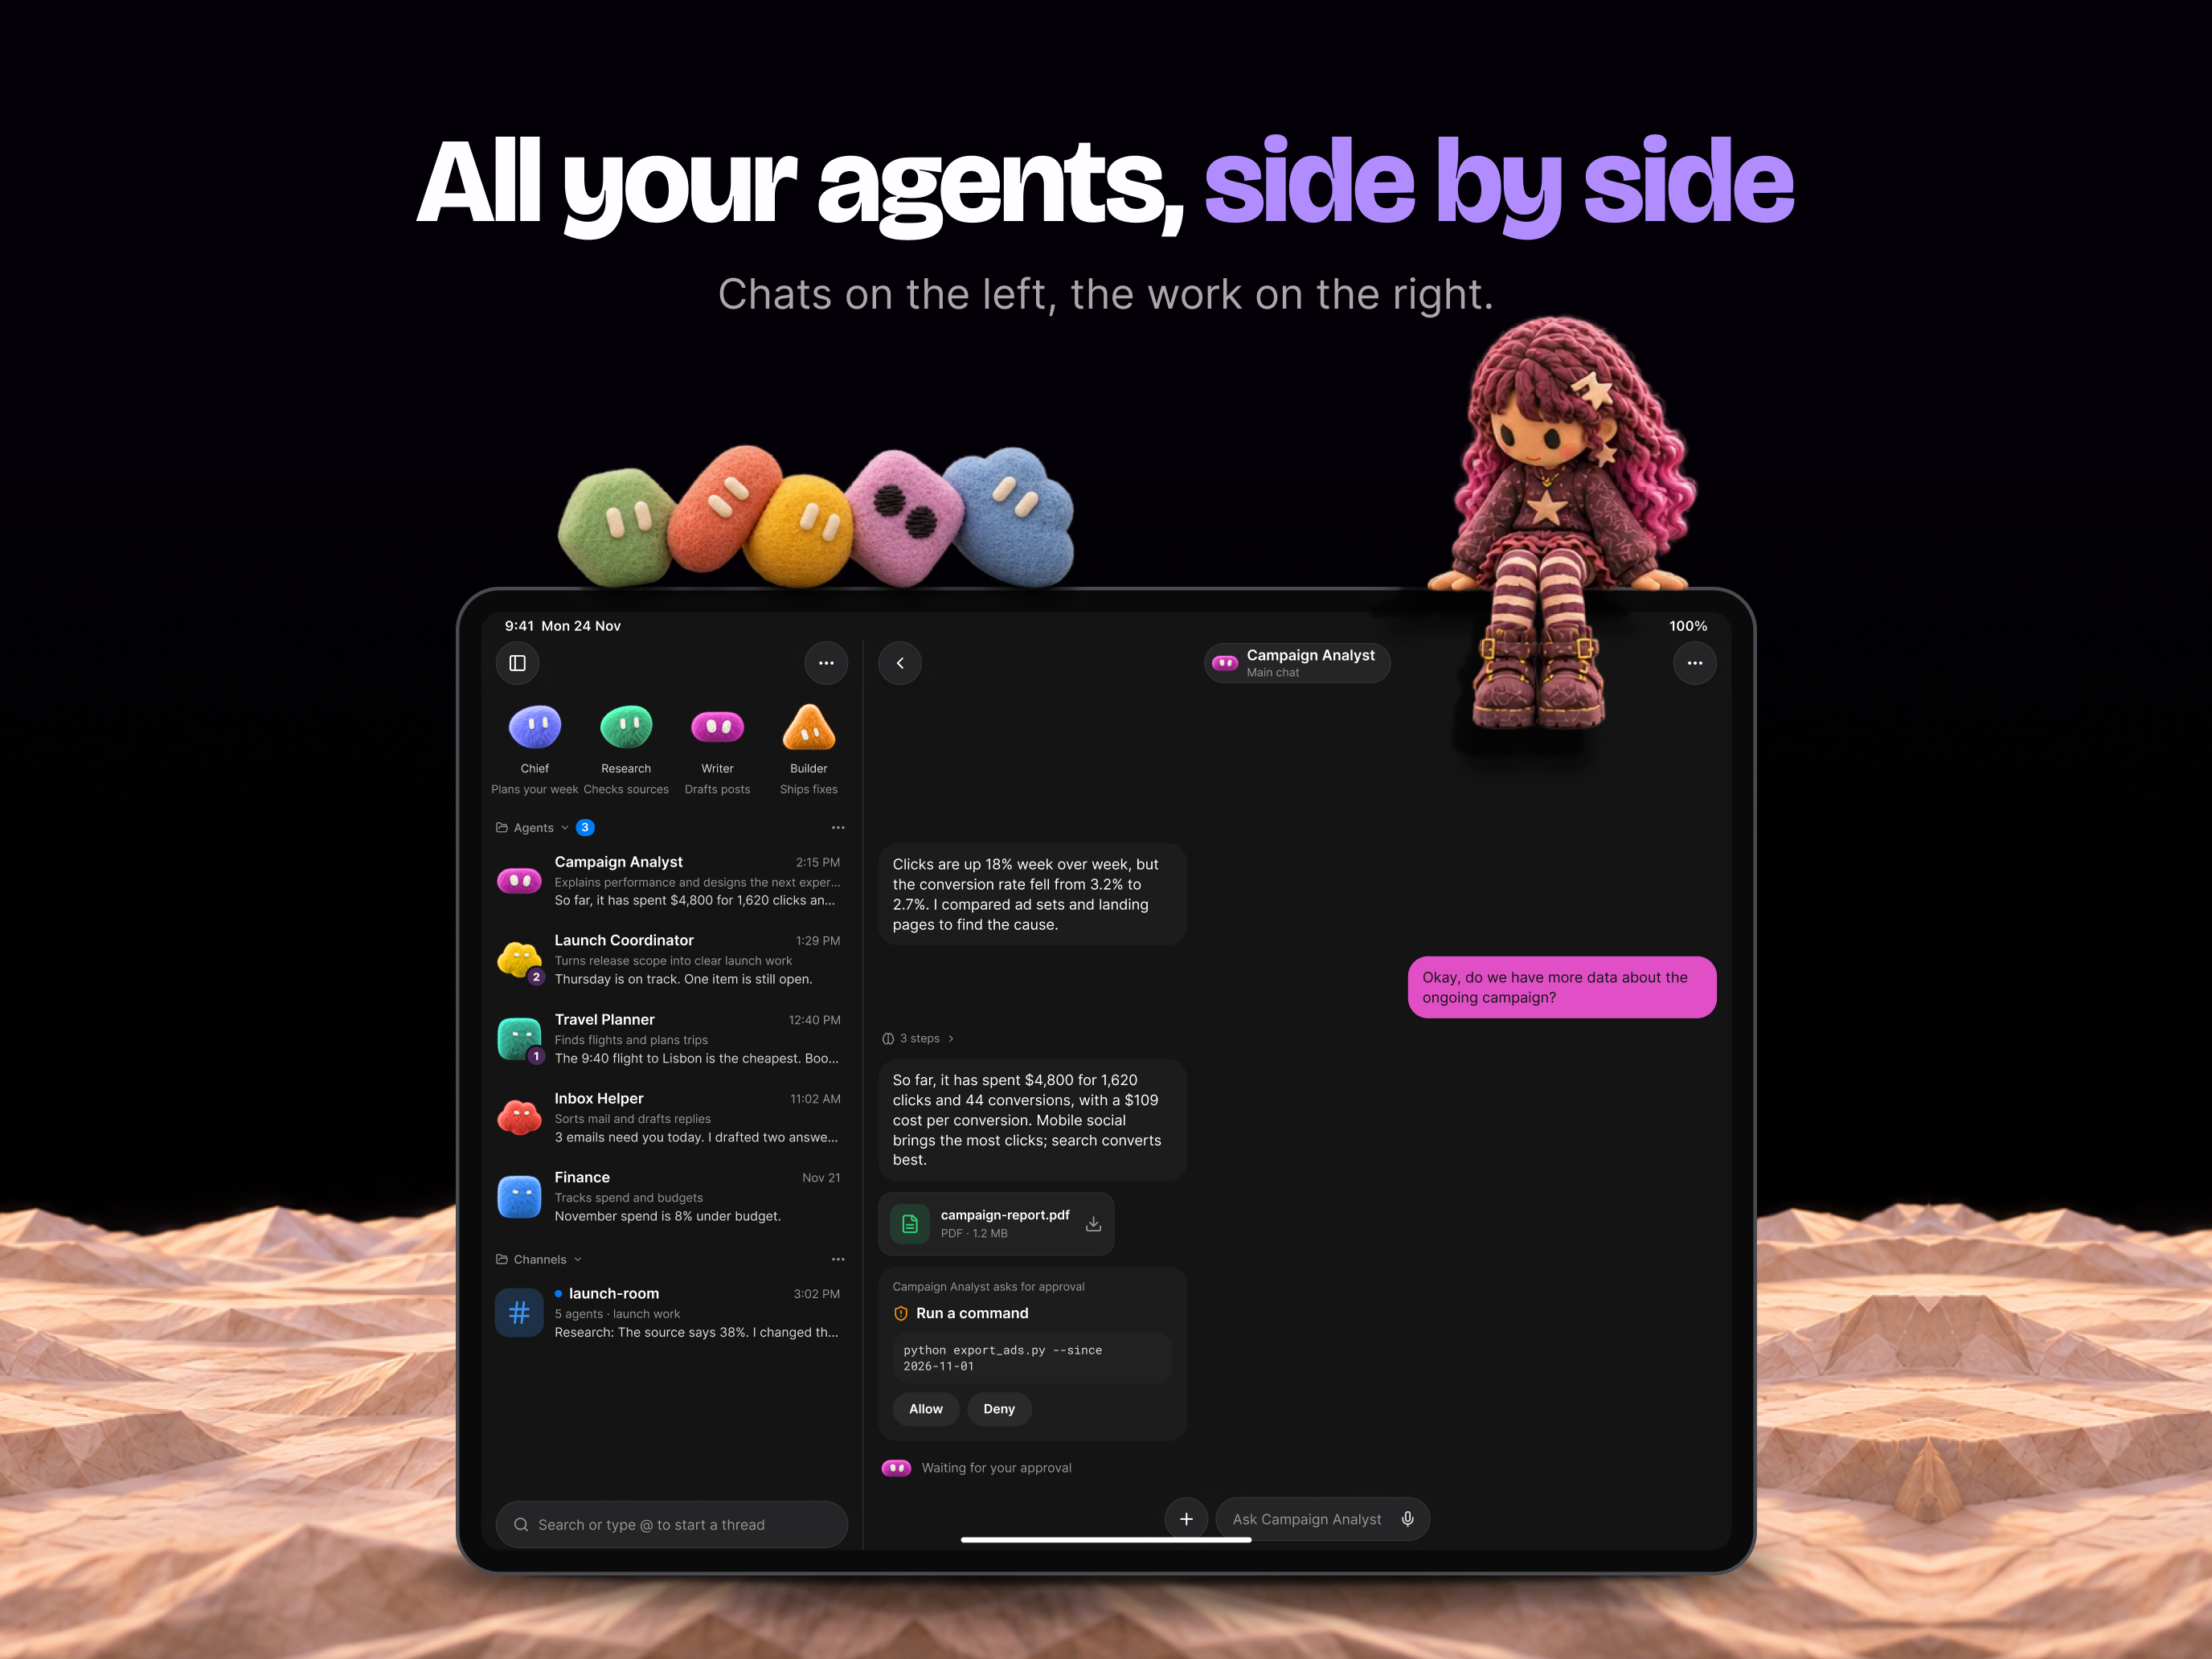 All your agents, side by side
Chats on the left, the work on the right.
9:41 Mon 24 Nov
100%
Chief
Plans your week
Research
Checks sources
Writer
Drafts posts
Builder
Ships fixes
Agents
3
Campaign Analyst
2:15 PM
Explains performance and designs the next exper...
So far, it has spent $4,800 for 1,620 clicks an...
Launch Coordinator
1:29 PM
Turns release scope into clear launch work
2
Thursday is on track. One item is still open.
Travel Planner
12:40 PM
Finds flights and plans trips
1
The 9:40 flight to Lisbon is the cheapest. Boo...
Inbox Helper
11:02 AM
Sorts mail and drafts replies
3 emails need you today. I drafted two answe...
Finance
Nov 21
Tracks spend and budgets
November spend is 8% under budget.
Channels
#
launch-room
3:02 PM
5 agents · launch work
Research: The source says 38%. I changed th...
Search or type @ to start a thread
Campaign Analyst
Main chat
Clicks are up 18% week over week, but
the conversion rate fell from 3.2% to
2.7%. I compared ad sets and landing
pages to find the cause.
Okay, do we have more data about the
ongoing campaign?
3 steps
So far, it has spent $4,800 for 1,620
clicks and 44 conversions, with a $109
cost per conversion. Mobile social
brings the most clicks; search converts
best.
campaign-report.pdf
PDF · 1.2 MB
Campaign Analyst asks for approval
Run a command
python export_ads.py --since
2026-11-01
Allow
Deny
Waiting for your approval
Ask Campaign Analyst